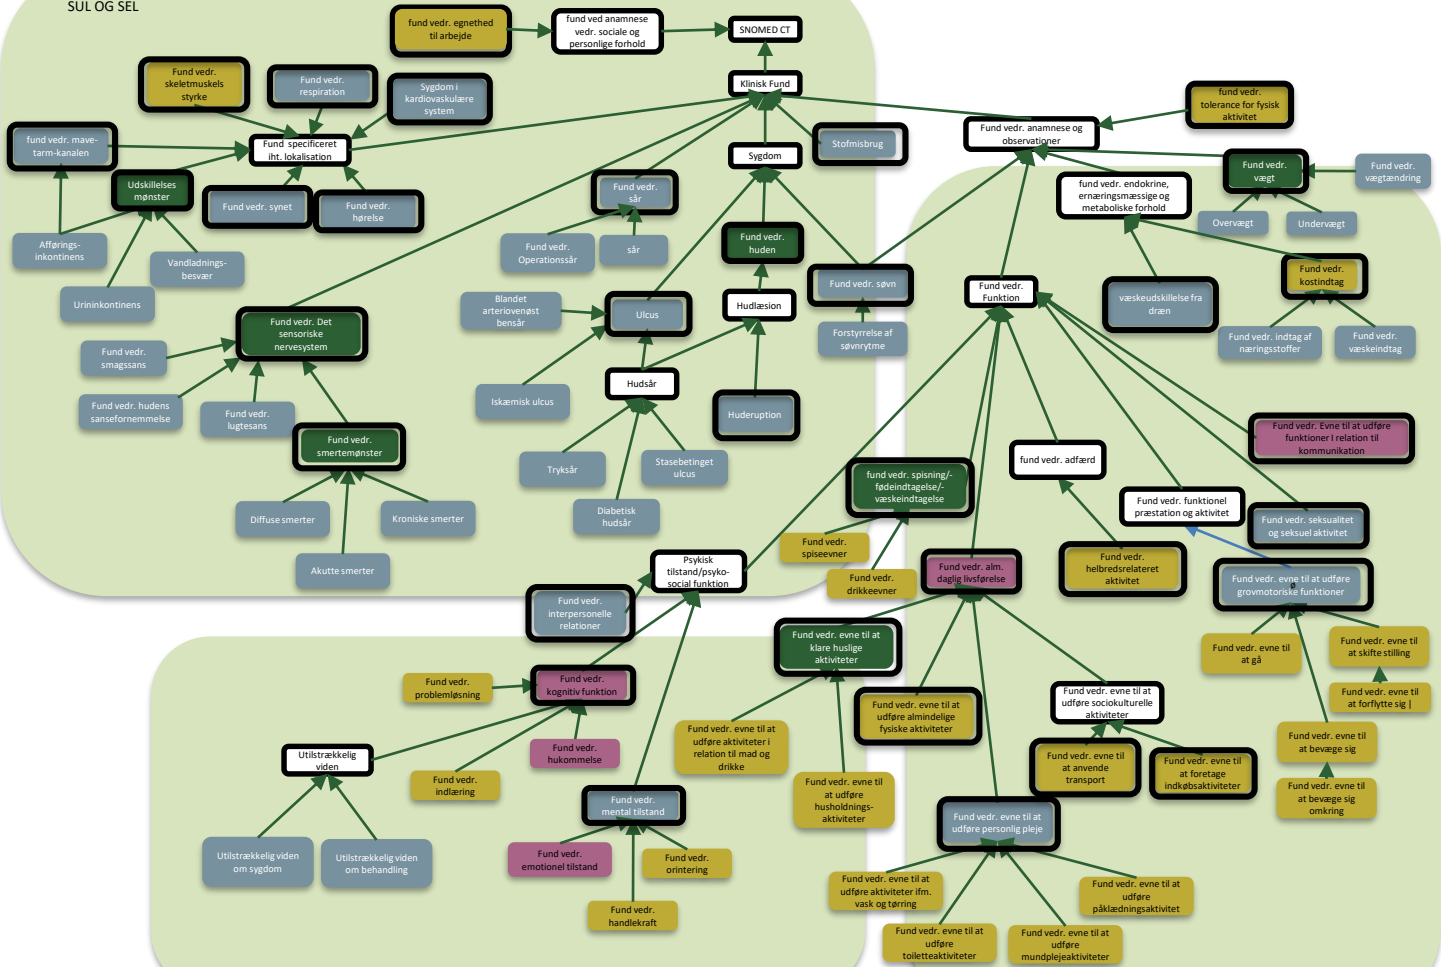 SUL OG SEL
fund vedr. egnethed
til arbejde
fund ved anamnese
vedr. sociale og
personlige forhold
SNOMED CT
Fund vedr.
skeletmuskels
styrke
Fund vedr.
respiration
Sygdom i
kardiovaskulære
system
Klinisk Fund
fund vedr.
tolerance for fysisk
aktivitet
fund vedr. mave-
tarm-kanalen
Fund specificeret
iht. lokalisation
Stofmisbrug
Fund vedr. anamnese og
observationer
Sygdom
Udskillelses
mønster
Fund vedr. synet
Fund vedr.
hørelse
Fund vedr.
sår
fund vedr. endokrine,
ernæringsmæssige og
metaboliske forhold
Fund vedr.
vægt
Fund vedr.
vægtændring
Overvægt
Undervægt
Afførings-
inkontinens
Vandladnings-
besvær
Urininkontinens
Fund vedr.
Operationssår
sår
Fund vedr.
huden
Fund vedr. søvn
Fund vedr.
Funktion
væskeudskillelse fra
dræn
Fund vedr.
kostindtag
Fund vedr. Det
sensoriske
nervesystem
Blandet
arteriovenøst
bensår
Ulcus
Hudlæsion
Forstyrrelse af
søvnrytme
Fund vedr. indtag af
næringsstoffer
Fund vedr.
væskeindtag
Fund vedr.
smagssans
Fund vedr. hudens
sansefornemmelse
Fund vedr.
lugtesans
Iskæmisk ulcus
Hudsår
Huderuption
Fund vedr.
smertemønster
Tryksår
Stasebetinget
ulcus
Diabetisk
hudsår
fund vedr. adfærd
Fund vedr. Evne til at udføre
funktioner I relation til
kommunikation
fund vedr. spisning/-
fødeindtagelse/-
væskeindtagelse
Fund vedr. funktionel
præstation og aktivitet
Fund vedr. seksualitet
og seksuel aktivitet
Diffuse smerter
Kroniske smerter
Akutte smerter
Fund vedr.
spiseevner
Fund vedr.
drikkeevner
Psykisk
tilstand/psyko-
social funktion
Fund vedr. alm.
daglig livsførelse
Fund vedr.
helbredsrelateret
aktivitet
Fund vedr. evne til at udføre
ø
grovmotoriske funktioner
Fund vedr.
interpersonelle
relationer
Fund vedr. evne til at
klare huslige
aktiviteter
Fund vedr. evne til
at gå
Fund vedr. evne til
at skifte stilling
Fund vedr.
problemløsning
Fund vedr.
kognitiv funktion
Fund vedr. evne til at
udføre almindelige
fysiske aktiviteter
Fund vedr. evne til at
udføre sociokulturelle
aktiviteter
Fund vedr. evne til
at forflytte sig |
Utilstrækkelig
viden
Fund vedr.
hukommelse
Fund vedr.
indlæring
Fund vedr. evne til at
udføre aktiviteter i
relation til mad og
drikke
Fund vedr. evne til
at udføre
husholdnings-
aktiviteter
Fund vedr. evne til
at anvende
transport
Fund vedr. evne til
at foretage
indkøbsaktiviteter
Fund vedr. evne til
at bevæge sig
Fund vedr. evne til
at bevæge sig
omkring
Fund vedr.
mental tilstand
Fund vedr. evne til at
udføre personlig pleje
Utilstrækkelig viden
om sygdom
Utilstrækkelig viden
om behandling
Fund vedr.
emotionel tilstand
Fund vedr.
orintering
Fund vedr.
handlekraft
Fund vedr. evne til at
udføre aktiviteter ifm.
vask og tørring
Fund vedr. evne til at
udføre
påklædningsaktivitet
Fund vedr. evne til at
udføre
toiletteaktiviteter
Fund vedr. evne til at
udføre
mundplejeaktiviteter